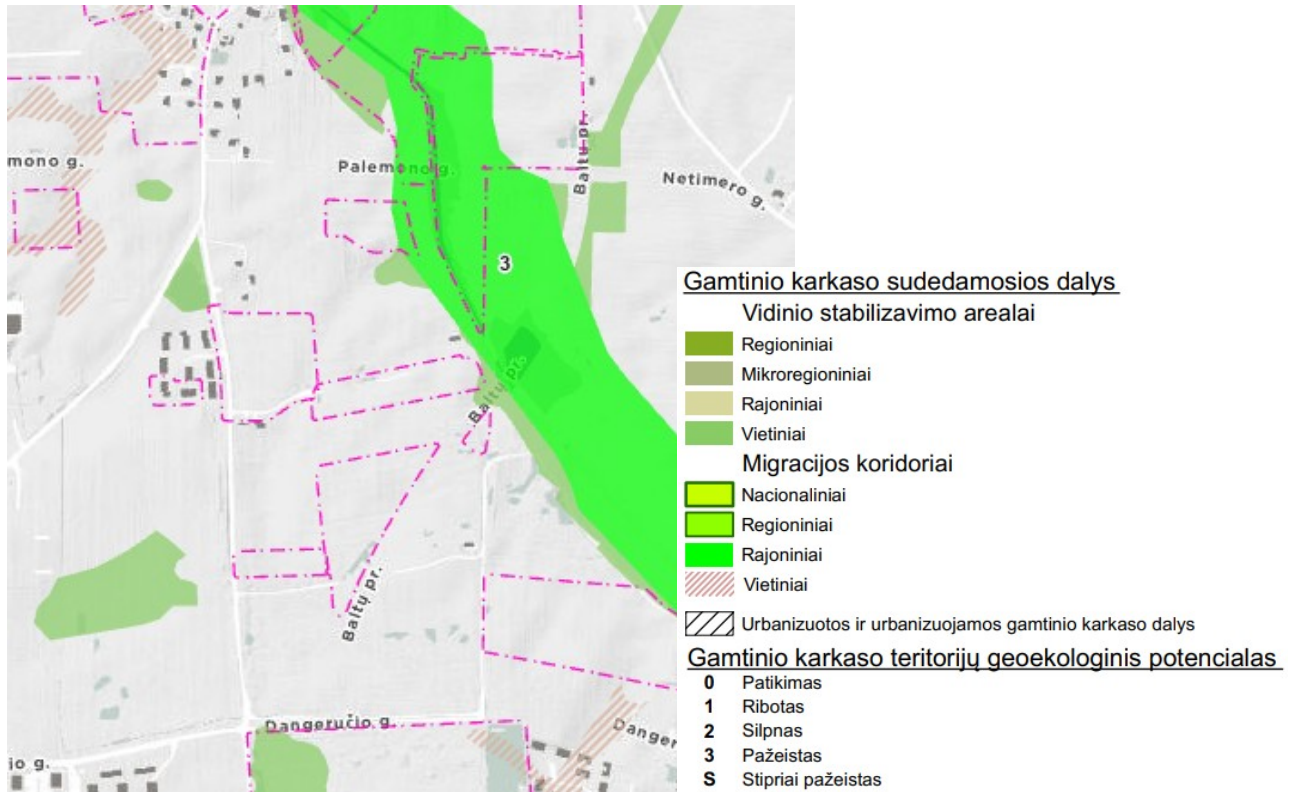 mono g.
Palemono g.
Baltų pr.
Netimero g.
3
Baltų pr.
Baltų pr.
Dangeručio g.
Danger
io g.
Gamtinio karkaso sudedamosios dalys
Vidinio stabilizavimo arealai
Regioniniai
Mikroregioniniai
Rajoniniai
Vietiniai
Migracijos koridoriai
Nacionaliniai
Regioniniai
Rajoniniai
Vietiniai
Urbanizuotos ir urbanizuojamos gamtinio karkaso dalys
Gamtinio karkaso teritorijų geoekologinis potencialas
0 Patikimas
1 Ribotas
2 Silpnas
3 Pažeistas
S Stipriai pažeistas